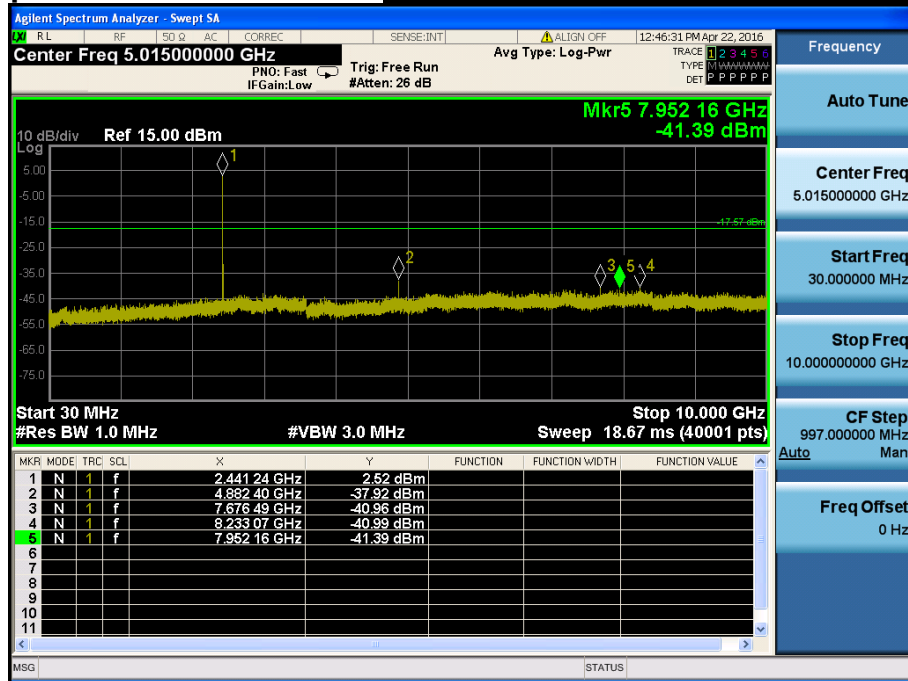 Agilent Spectrum Analyzer - Swept SA
LXI RL RF 50 Ω AC CORREC SENSE:INT ALIGN OFF 12:46:31 PM Apr 22, 2016
Center Freq 5.015000000 GHz
PNO: Fast
IFGain:Low
Trig: Free Run
#Atten: 26 dB
Avg Type: Log-Pwr
TRACE 1 2 3 4 5 6
TYPE M W W W W W
DET P P P P P P
Mkr5 7.952 16 GHz
-41.39 dBm
10 dB/div Ref 15.00 dBm
Log
5.00
-5.00
-15.0
-25.0
-35.0
-45.0
-55.0
-65.0
-75.0
1
2
3 5 4
-17.57 dBm
Start 30 MHz Stop 10.000 GHz
#Res BW 1.0 MHz #VBW 3.0 MHz Sweep 18.67 ms (40001 pts)
MKR MODE TRC SCL X Y FUNCTION FUNCTION WIDTH FUNCTION VALUE
1 N 1 f 2.441 24 GHz 2.52 dBm
2 N 1 f 4.882 40 GHz -37.92 dBm
3 N 1 f 7.676 49 GHz -40.96 dBm
4 N 1 f 8.233 07 GHz -40.99 dBm
5 N 1 f 7.952 16 GHz -41.39 dBm
6
7
8
9
10
11
MSG STATUS
Frequency
Auto Tune
Center Freq
5.015000000 GHz
Start Freq
30.000000 MHz
Stop Freq
10.000000000 GHz
CF Step
997.000000 MHz
Auto Man
Freq Offset
0 Hz